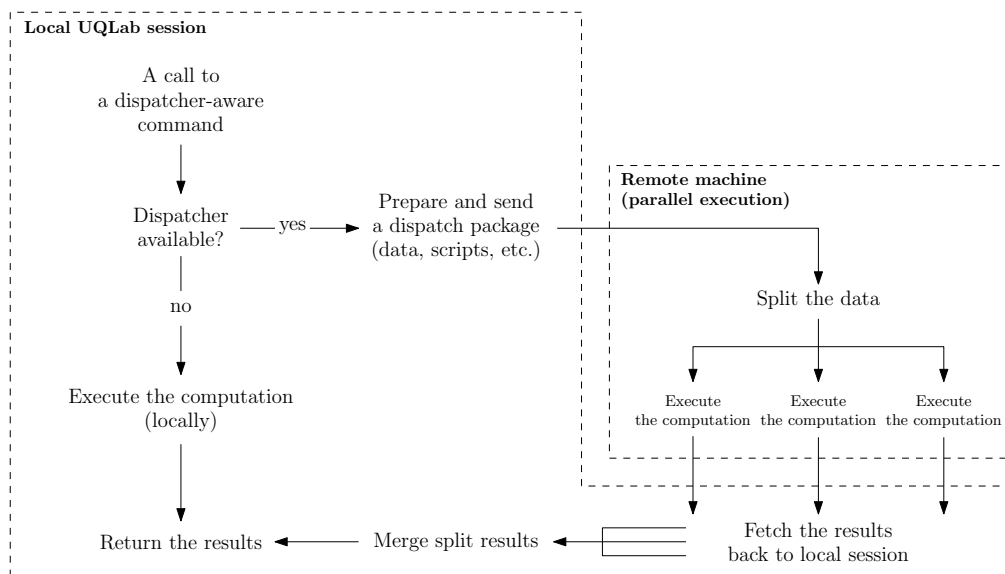 Local UQLab session
A call to
a dispatcher-aware
command
Dispatcher
available?
yes
Prepare and send
a dispatch package
(data, scripts, etc.)
Remote machine
(parallel execution)
Split the data
no
Execute the computation
(locally)
Execute
the computation
Execute
the computation
Execute
the computation
Return the results
Merge split results
Fetch the results
back to local session